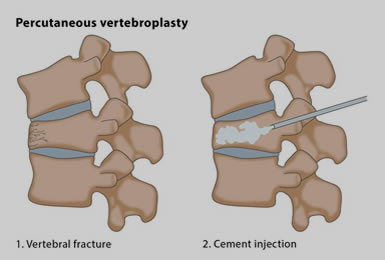 Percutaneous vertebroplasty
1. Vertebral fracture
2. Cement injection